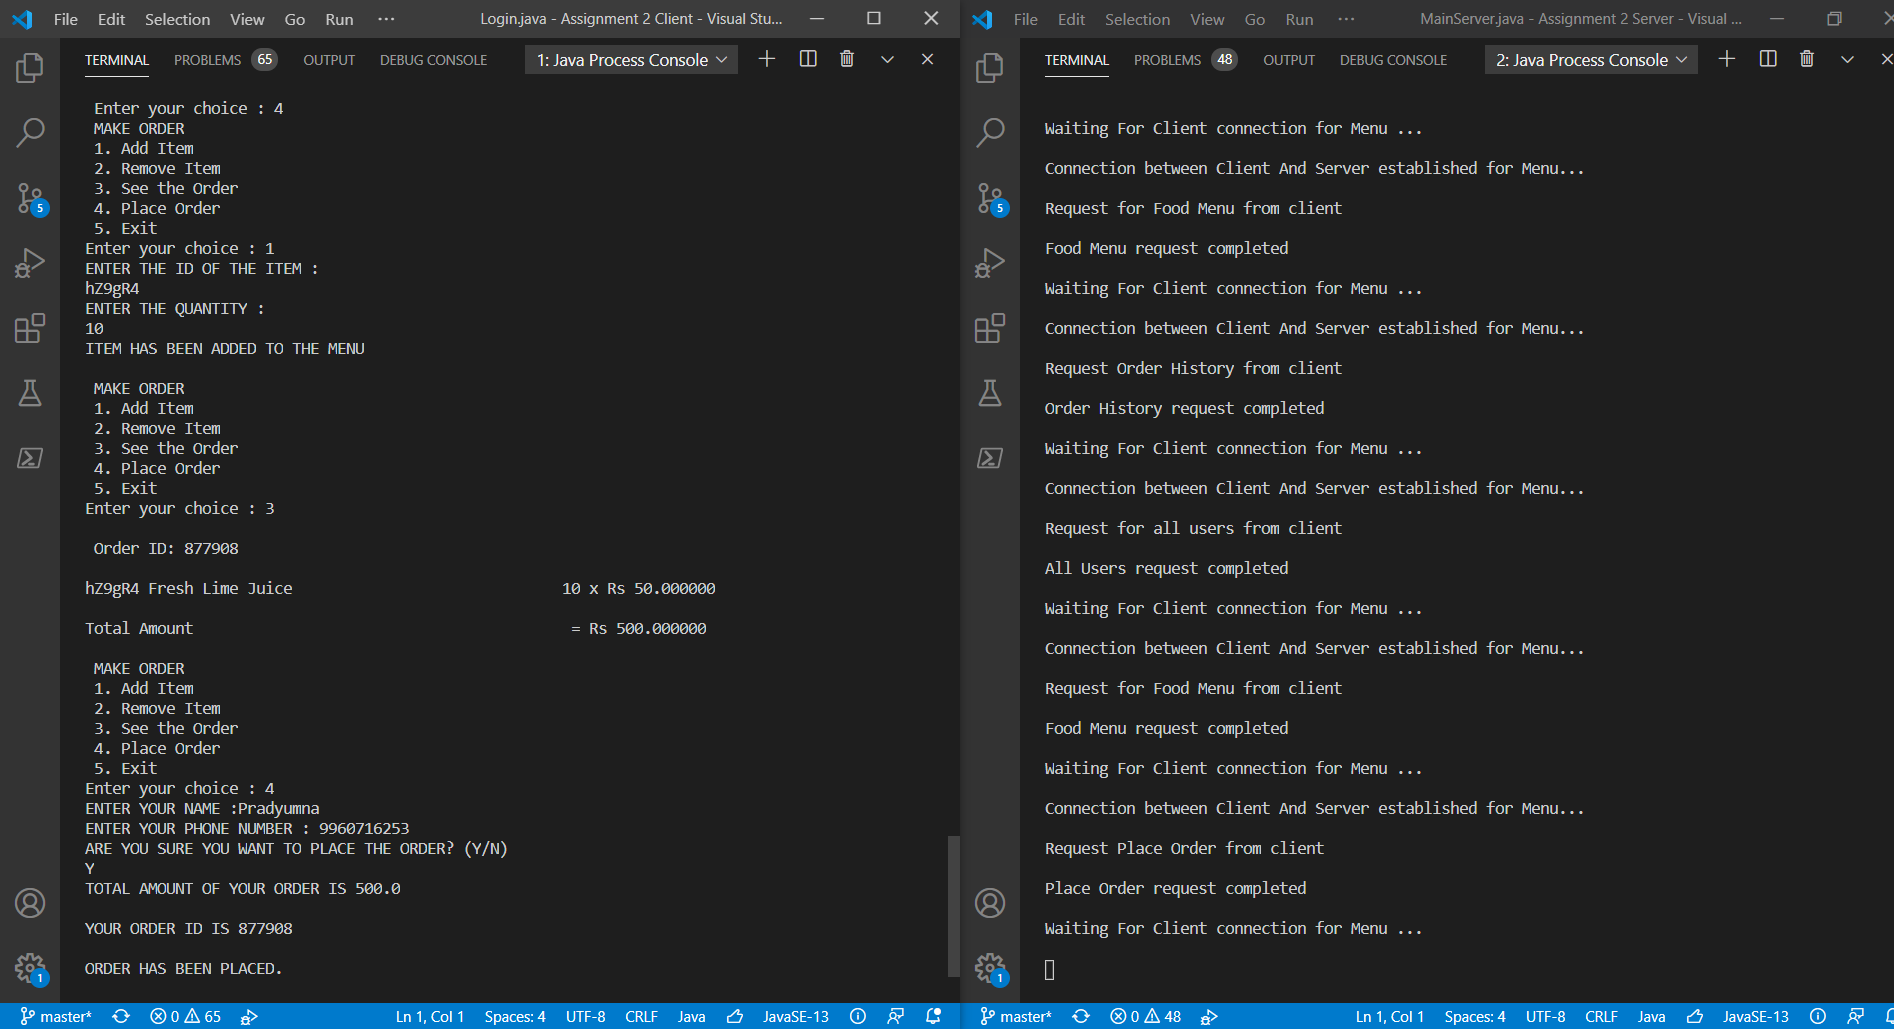 File Edit Selection View Go Run ··· Login.java - Assignment 2 Client - Visual Stu...
TERMINAL PROBLEMS 65 OUTPUT DEBUG CONSOLE 1: Java Process Console
Enter your choice : 4
MAKE ORDER
1. Add Item
2. Remove Item
3. See the Order
4. Place Order
5. Exit
Enter your choice : 1
ENTER THE ID OF THE ITEM :
hZ9gR4
ENTER THE QUANTITY :
10
ITEM HAS BEEN ADDED TO THE MENU
MAKE ORDER
1. Add Item
2. Remove Item
3. See the Order
4. Place Order
5. Exit
Enter your choice : 3
Order ID: 877908
hZ9gR4 Fresh Lime Juice 10 x Rs 50.000000
Total Amount = Rs 500.000000
MAKE ORDER
1. Add Item
2. Remove Item
3. See the Order
4. Place Order
5. Exit
Enter your choice : 4
ENTER YOUR NAME :Pradyumna
ENTER YOUR PHONE NUMBER : 9960716253
ARE YOU SURE YOU WANT TO PLACE THE ORDER? (Y/N)
Y
TOTAL AMOUNT OF YOUR ORDER IS 500.0
YOUR ORDER ID IS 877908
ORDER HAS BEEN PLACED.
5
1
master* 0 65 Ln 1, Col 1 Spaces: 4 UTF-8 CRLF Java JavaSE-13
File Edit Selection View Go Run ··· MainServer.java - Assignment 2 Server - Visual ...
TERMINAL PROBLEMS 48 OUTPUT DEBUG CONSOLE 2: Java Process Console
Waiting For Client connection for Menu ...
Connection between Client And Server established for Menu...
Request for Food Menu from client
Food Menu request completed
Waiting For Client connection for Menu ...
Connection between Client And Server established for Menu...
Request Order History from client
Order History request completed
Waiting For Client connection for Menu ...
Connection between Client And Server established for Menu...
Request for all users from client
All Users request completed
Waiting For Client connection for Menu ...
Connection between Client And Server established for Menu...
Request for Food Menu from client
Food Menu request completed
Waiting For Client connection for Menu ...
Connection between Client And Server established for Menu...
Request Place Order from client
Place Order request completed
Waiting For Client connection for Menu ...
5
1
master* 0 48 Ln 1, Col 1 Spaces: 4 UTF-8 CRLF Java JavaSE-13